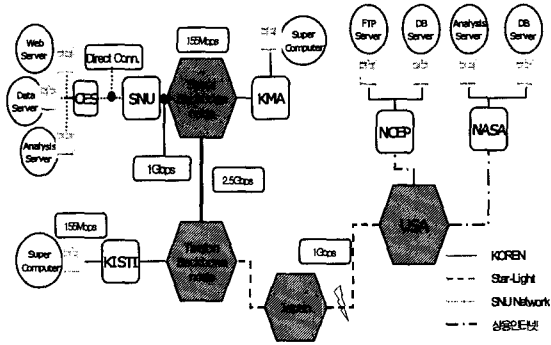 Web
Server
Data
Server
Analysis
Server
Direct Conn.
CES
SNU
1Gbps
155Mbps
Super
Computer
KMA
2.5Gbps
155Mbps
Super
Computer
KISTI
Backbone
1Gbps
FTP
Server
DB
Server
Analysis
Server
DB
Server
NCEP
NASA
USA
KOREN
Star-Light
SNU Network
상용인터넷